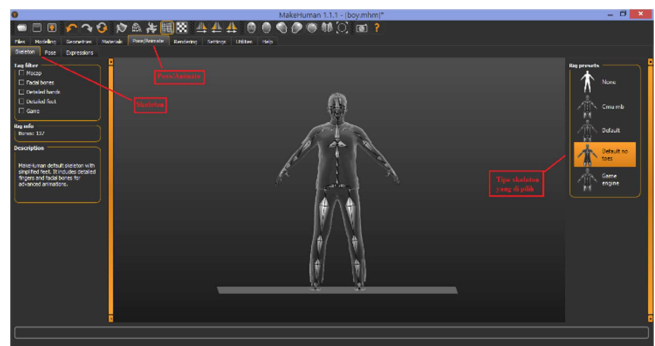 MakeHuman 1.1.1 - [boy.mhm]*
Files Modelling Geometries Materials Pose/Animate Rendering Settings Utilities Help
Skeleton Pose Expressions
Tag filter
Mocap
Facial bones
Detailed hands
Detailed feet
Game
Rig info
Bones: 137
Description
MakeHuman default skeleton with
simplified feet. It includes detailed
fingers and facial bones for
advanced animations.
Pose/Animate
Skeleton
Tipe skeleton
yang di pilih
Rig presets
None
Cmu mb
Default
Default no
toes
Game
engine